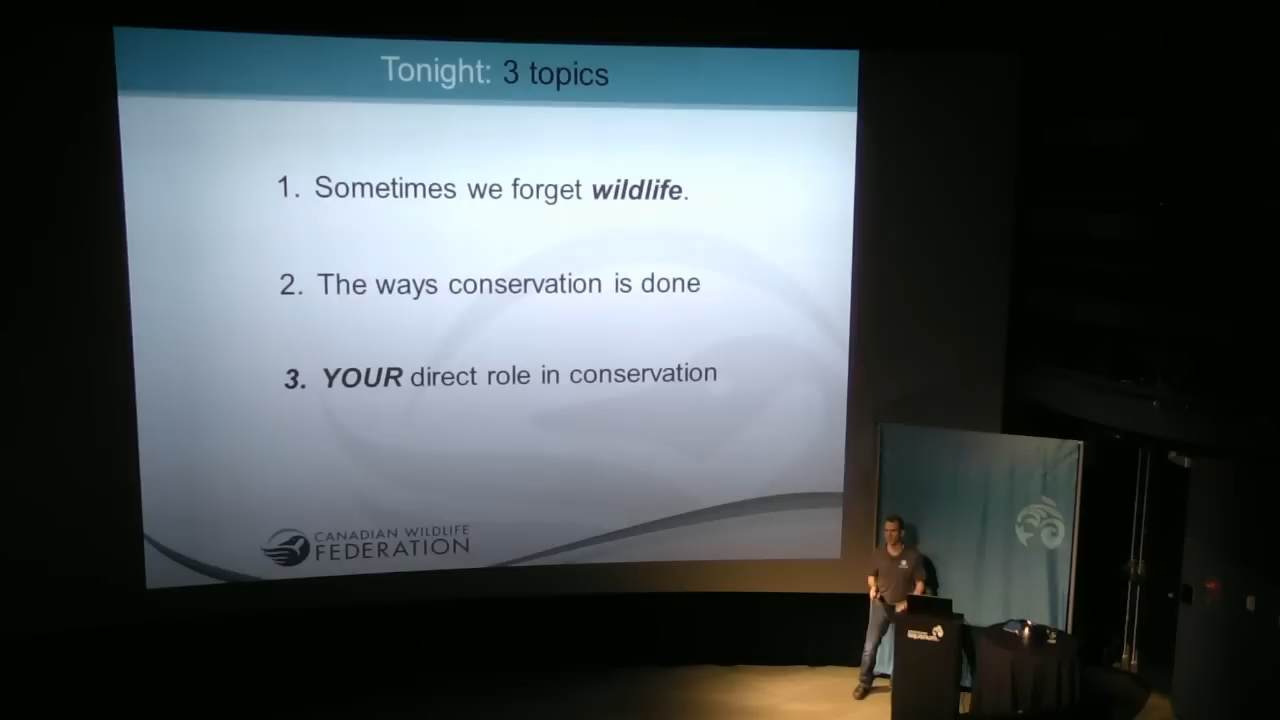 Tonight: 3 topics
1. Sometimes we forget wildlife.
2. The ways conservation is done
3. YOUR direct role in conservation
CANADIAN WILDLIFE
FEDERATION
aquarium